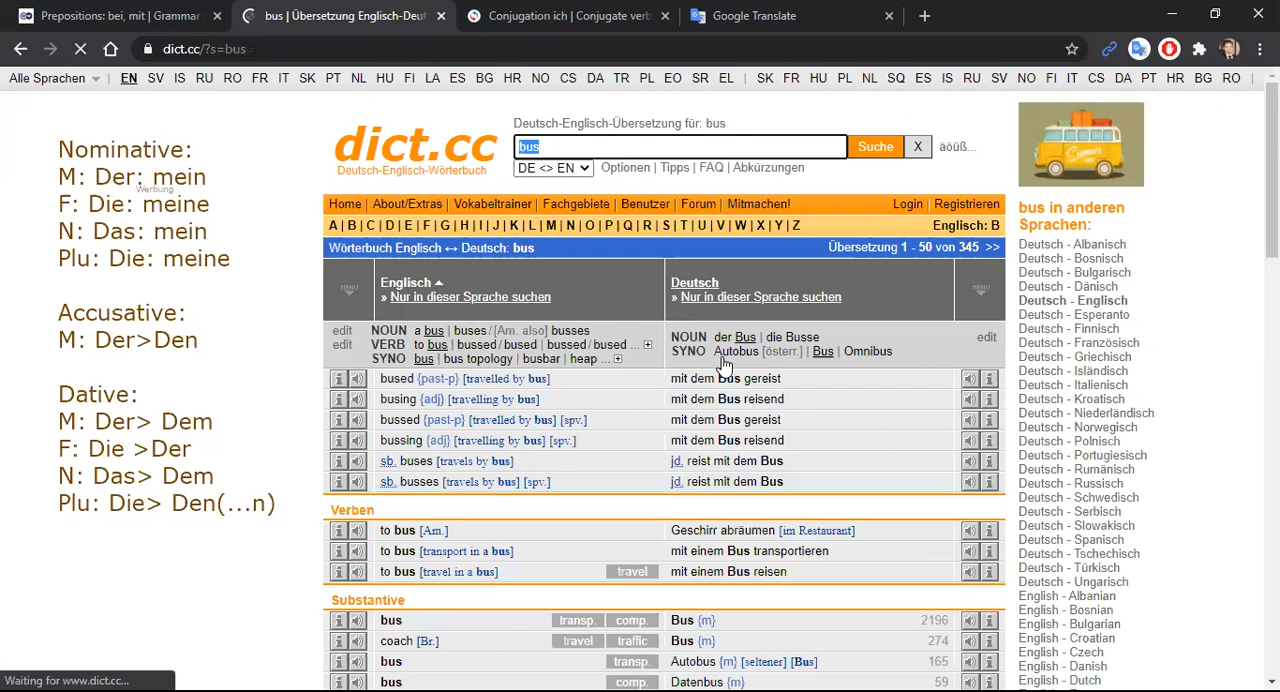 Prepositions: bei, mit | Grammar
bus | Übersetzung Englisch-Deut
Conjugation ich | Conjugate verb
Google Translate
dict.cc/?s=bus
Alle Sprachen
EN SV IS RU RO FR IT SK PT NL HU FI LA ES BG HR NO CS DA TR PL EO SR EL | SK FR HU PL NL SQ ES IS RU SV NO FI IT CS DA PT HR BG RO |
Nominative:
M: Der: mein
Werbung
F: Die: meine
N: Das: mein
Plu: Die: meine
Accusative:
M: Der>Den
Dative:
M: Der> Dem
F: Die >Der
N: Das> Dem
Plu: Die> Den(...n)
dict.cc
Deutsch-Englisch-Wörterbuch
Deutsch-Englisch-Übersetzung für: bus
bus
Suche
X
äöüß...
DE <> EN
Optionen | Tipps | FAQ | Abkürzungen
Home | About/Extras | Vokabeltrainer | Fachgebiete | Benutzer | Forum | Mitmachen!
Login | Registrieren
A | B | C | D | E | F | G | H | I | J | K | L | M | N | O | P | Q | R | S | T | U | V | W | X | Y | Z
Englisch: B
Wörterbuch Englisch ↔ Deutsch: bus
Übersetzung 1 - 50 von 345 >>
MENU
Englisch
» Nur in dieser Sprache suchen
Deutsch
» Nur in dieser Sprache suchen
MENU
edit NOUN a bus | buses/[Am. also] busses
edit VERB to bus | bussed/bused | bussed/bused ...
SYNO bus | bus topology | busbar | heap ...
NOUN der Bus | die Busse
edit
SYNO Autobus [österr.] | Bus | Omnibus
bused {past-p} [travelled by bus] mit dem Bus gereist
busing {adj} [travelling by bus] mit dem Bus reisend
bussed {past-p} [travelled by bus] [spv.] mit dem Bus gereist
bussing {adj} [travelling by bus] [spv.] mit dem Bus reisend
sb. buses [travels by bus] jd. reist mit dem Bus
sb. busses [travels by bus] [spv.] jd. reist mit dem Bus
Verben
to bus [Am.] Geschirr abräumen [im Restaurant]
to bus [transport in a bus] mit einem Bus transportieren
to bus [travel in a bus] travel mit einem Bus reisen
Substantive
bus transp. comp. Bus {m} 2196
coach [Br.] travel traffic Bus {m} 274
bus transp. Autobus {m} [seltener] [Bus] 165
bus comp. Datenbus {m} 59
Summer
bus in anderen
Sprachen:
Deutsch - Albanisch
Deutsch - Bosnisch
Deutsch - Bulgarisch
Deutsch - Dänisch
Deutsch - Englisch
Deutsch - Esperanto
Deutsch - Finnisch
Deutsch - Französisch
Deutsch - Griechisch
Deutsch - Isländisch
Deutsch - Italienisch
Deutsch - Kroatisch
Deutsch - Niederländisch
Deutsch - Norwegisch
Deutsch - Polnisch
Deutsch - Portugiesisch
Deutsch - Rumänisch
Deutsch - Russisch
Deutsch - Schwedisch
Deutsch - Serbisch
Deutsch - Slowakisch
Deutsch - Spanisch
Deutsch - Tschechisch
Deutsch - Türkisch
Deutsch - Ungarisch
English - Albanian
English - Bosnian
English - Bulgarian
English - Croatian
English - Czech
English - Danish
English - Dutch
Waiting for www.dict.cc...